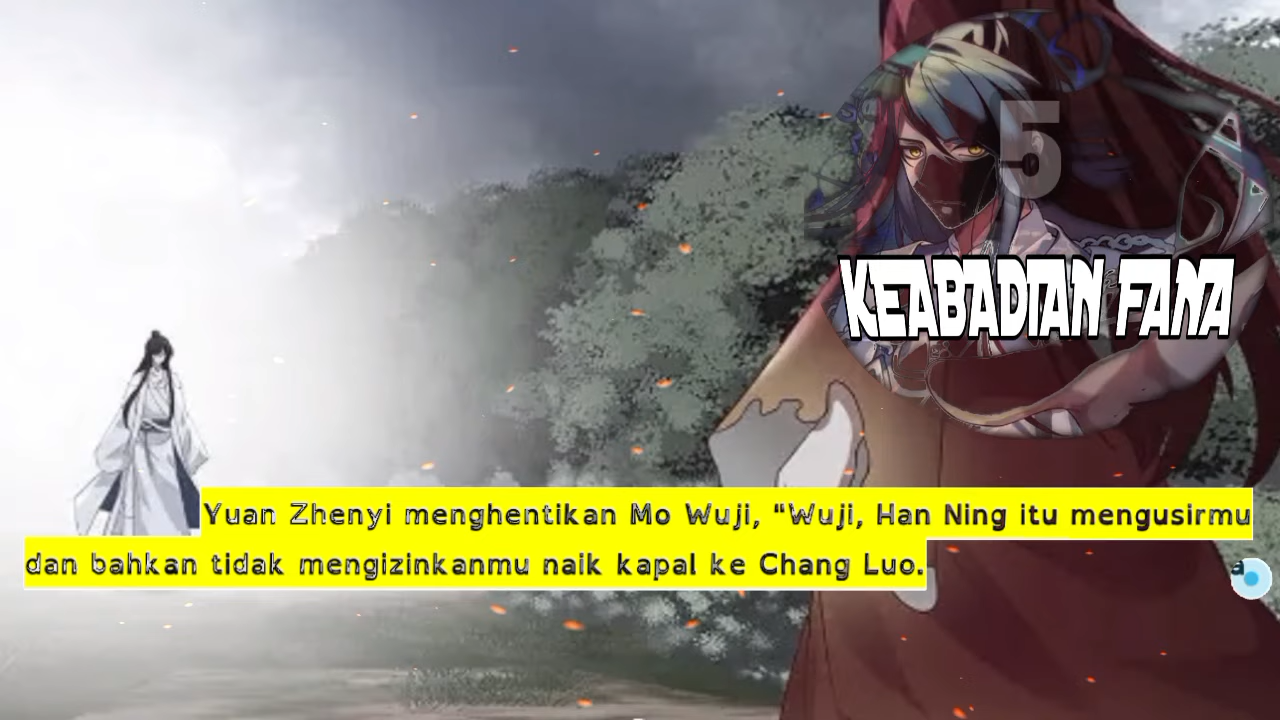 5
KEABADIAN FANA
Yuan Zhenyi menghentikan Mo Wuji, "Wuji, Han Ning itu mengusirmu
dan bahkan tidak mengizinkanmu naik kapal ke Chang Luo.
a